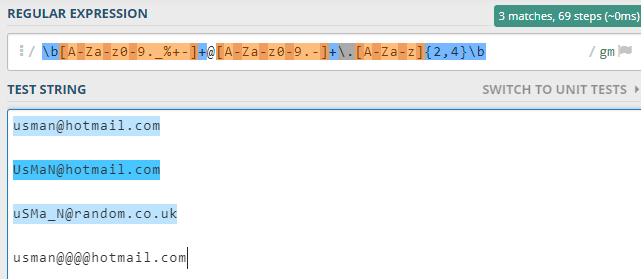 REGULAR EXPRESSION 3 matches, 69 steps (~0ms)
/ \b[A-Za-z0-9._%+-]+@[A-Za-z0-9.-]+\.[A-Za-z]{2,4}\b / gm
TEST STRING SWITCH TO UNIT TESTS
usman@hotmail.com
UsMaN@hotmail.com
uSMa_N@random.co.uk
usman@@@@hotmail.com